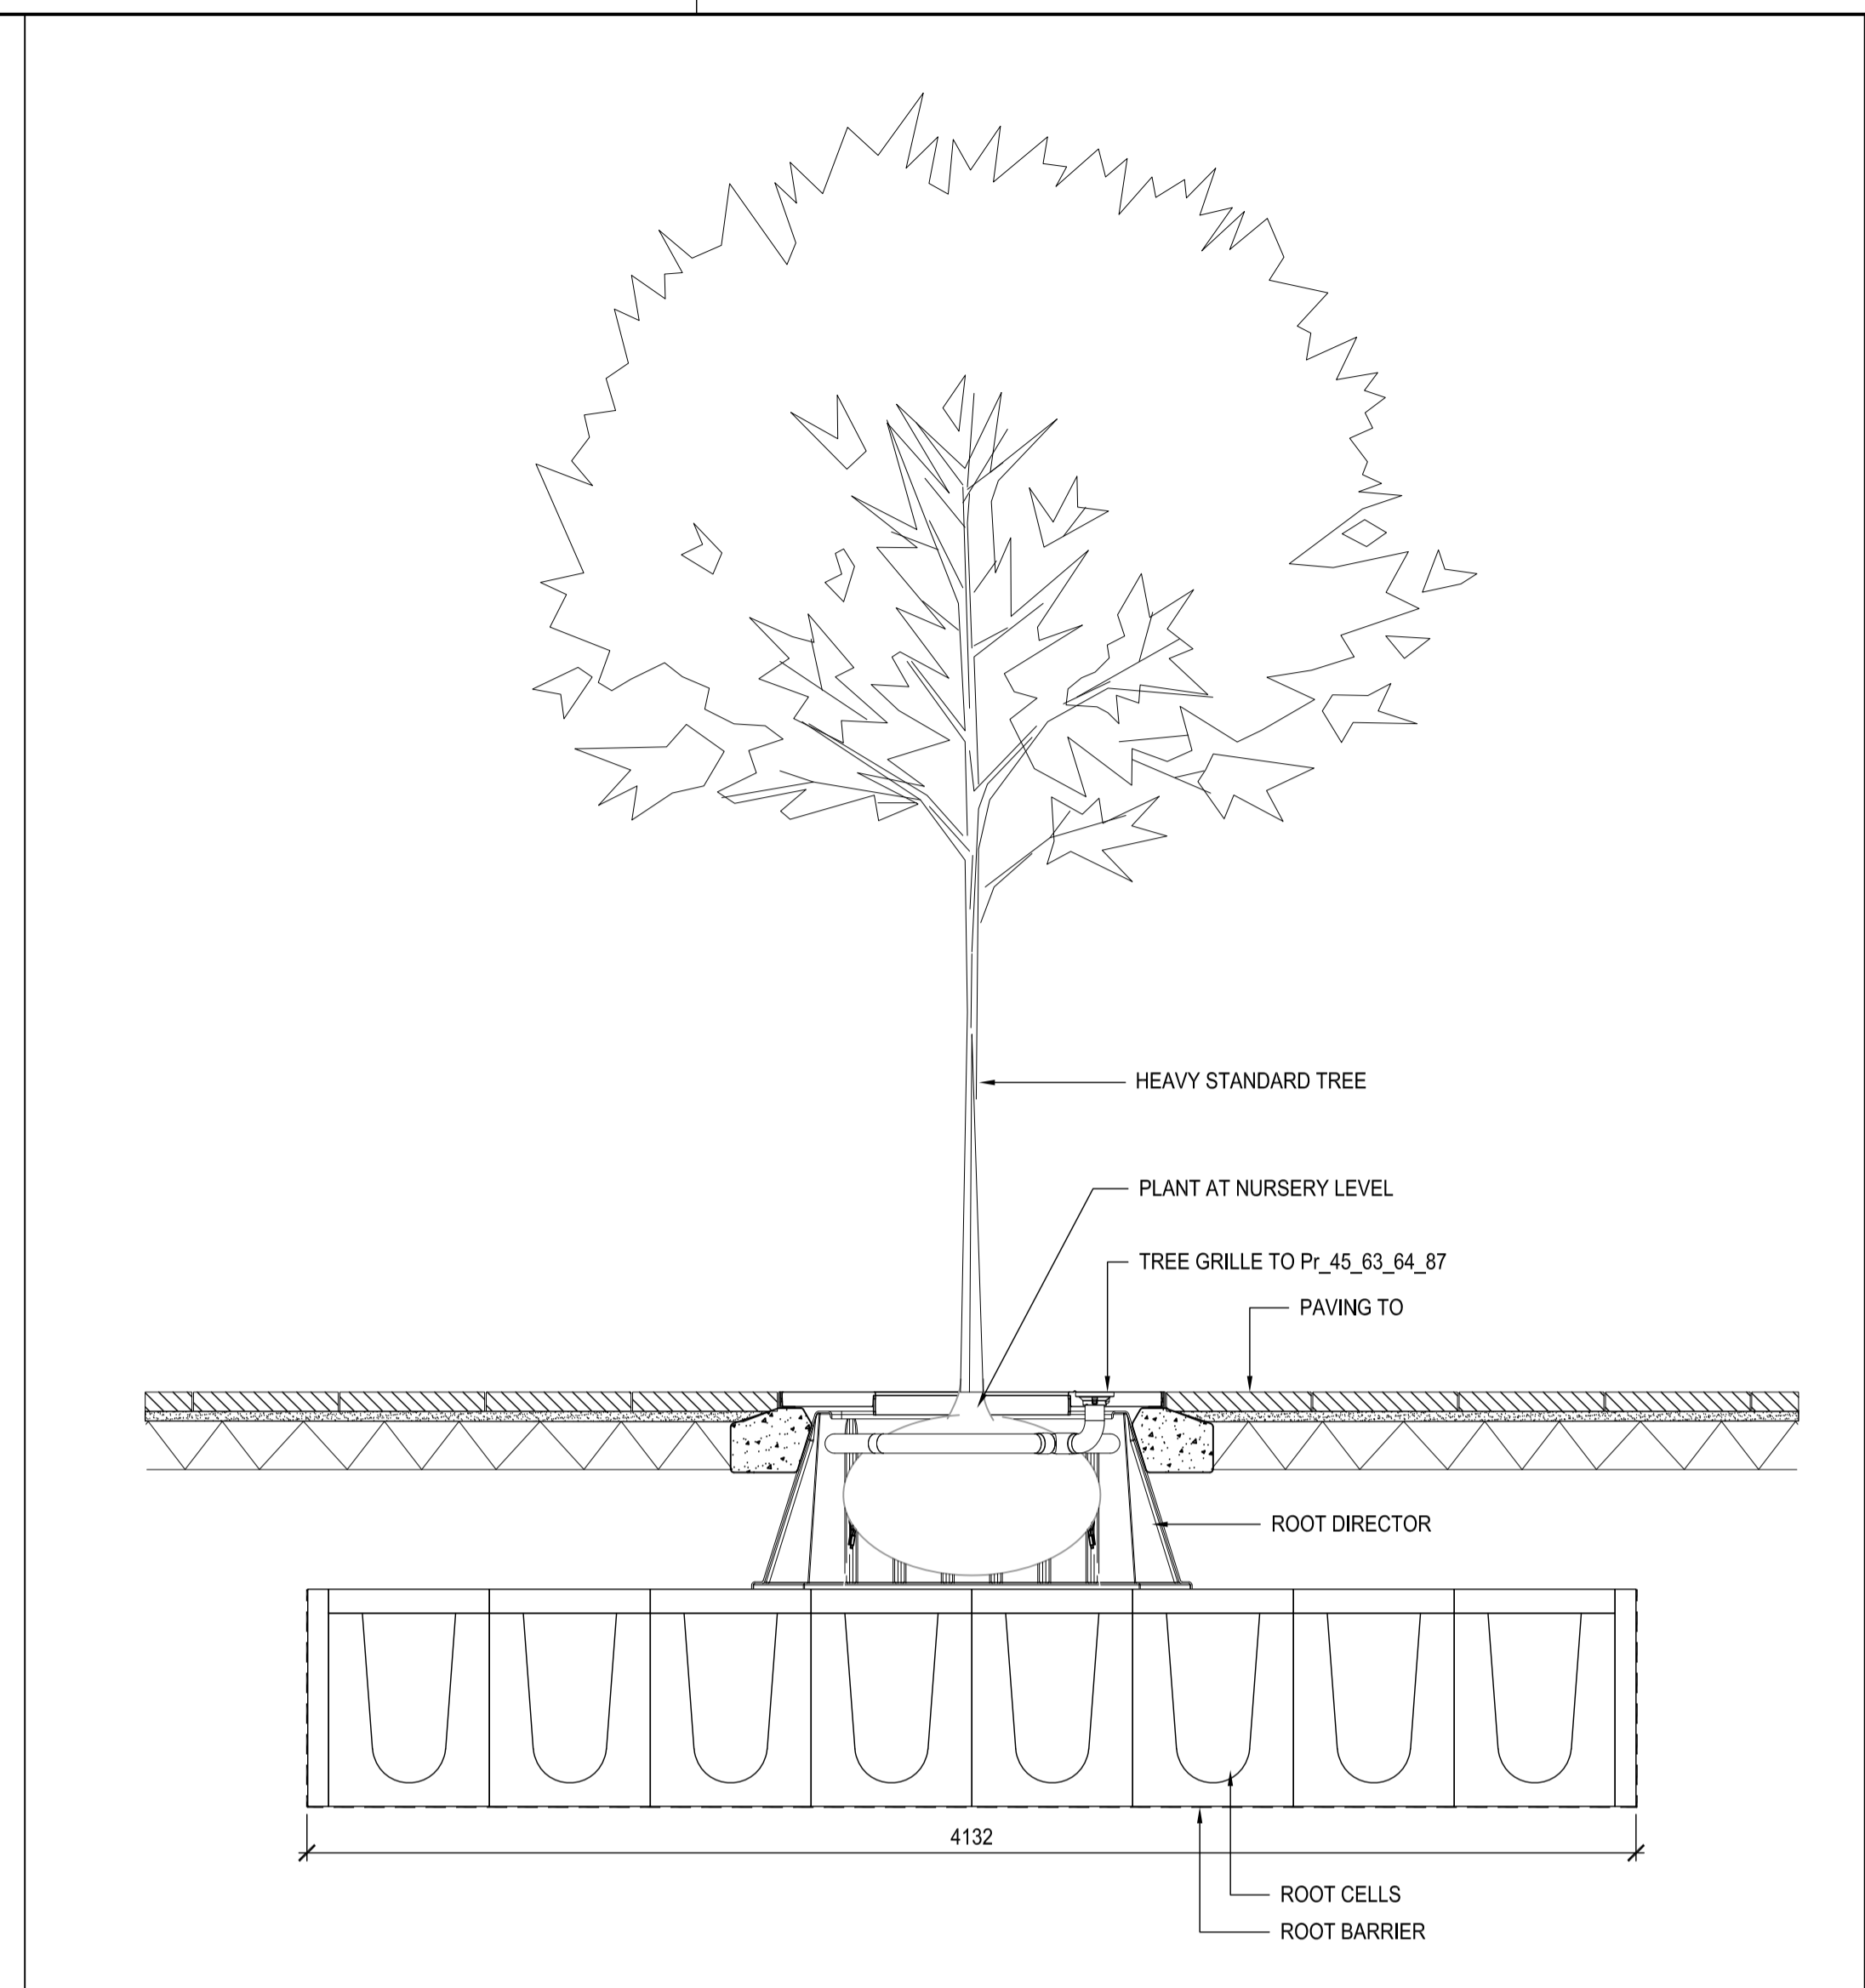 HEAVY STANDARD TREE
PLANT AT NURSERY LEVEL
TREE GRILLE TO Pr_45_63_64_87
PAVING TO
ROOT DIRECTOR
4132
ROOT CELLS
ROOT BARRIER